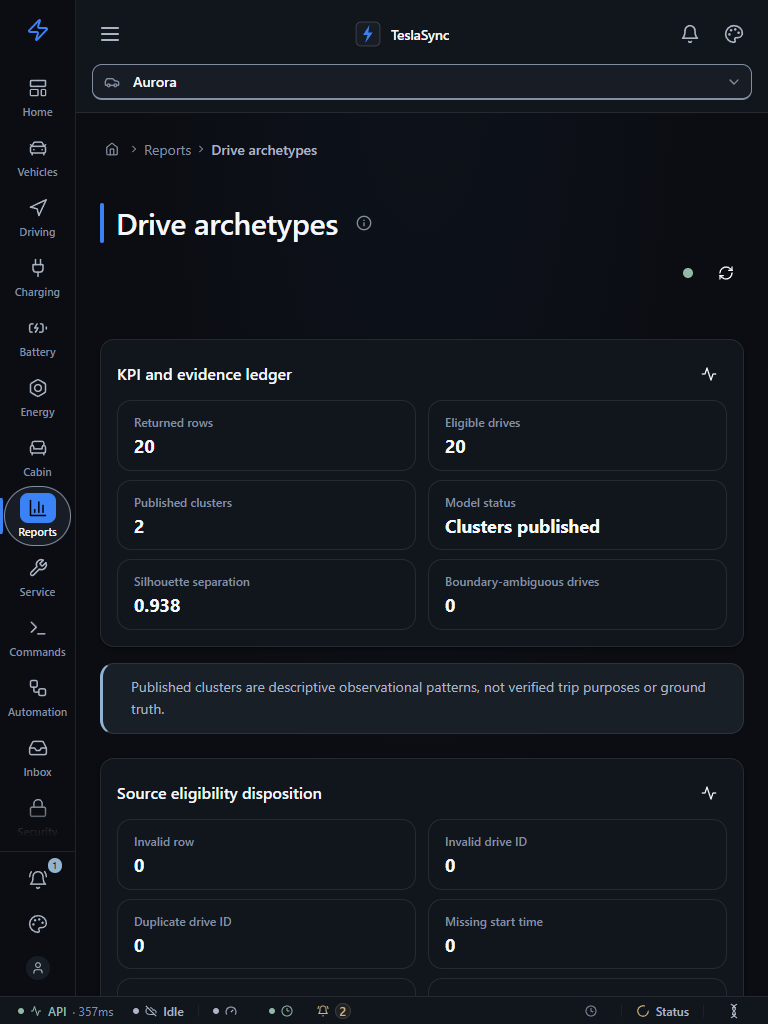 TeslaSync
Aurora
Home
Vehicles
Driving
Charging
Battery
Energy
Cabin
Reports
Service
Commands
Automation
Inbox
Security
1
Reports
Drive archetypes
Drive archetypes
KPI and evidence ledger
Returned rows
20
Eligible drives
20
Published clusters
2
Model status
Clusters published
Silhouette separation
0.938
Boundary-ambiguous drives
0
Published clusters are descriptive observational patterns, not verified trip purposes or ground
truth.
Source eligibility disposition
Invalid row
0
Invalid drive ID
0
Duplicate drive ID
0
Missing start time
0
API · 357ms
Idle
2
Status